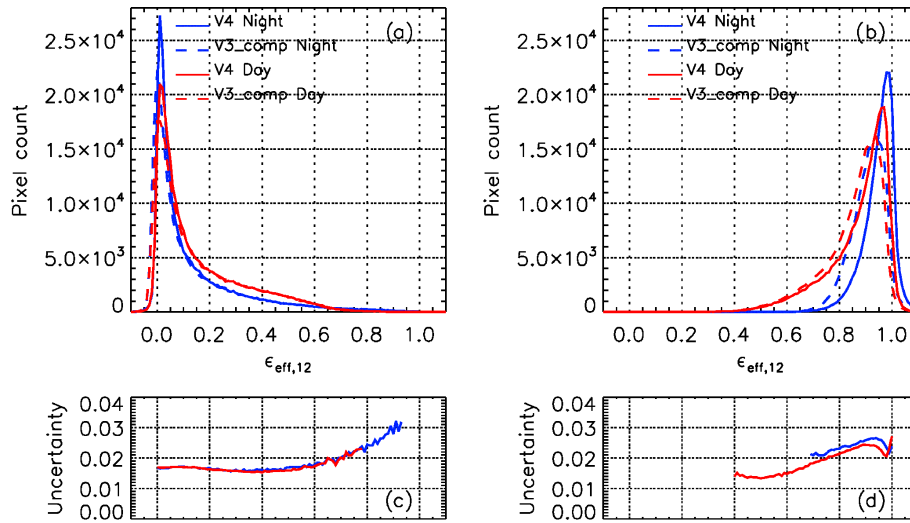 V4 Night
V3_comp Night
V4 Day
V3_comp Day
(a)
2.5×10⁴
2.0×10⁴
1.5×10⁴
1.0×10⁴
5.0×10³
0
Pixel count
0.0 0.2 0.4 0.6 0.8 1.0
ϵeff,12
V4 Night
V3_comp Night
V4 Day
V3_comp Day
(b)
2.5×10⁴
2.0×10⁴
1.5×10⁴
1.0×10⁴
5.0×10³
0
Pixel count
0.0 0.2 0.4 0.6 0.8 1.0
ϵeff,12
0.04
0.03
0.02
0.01
0.00
Uncertainty
(c)
0.04
0.03
0.02
0.01
0.00
Uncertainty
(d)